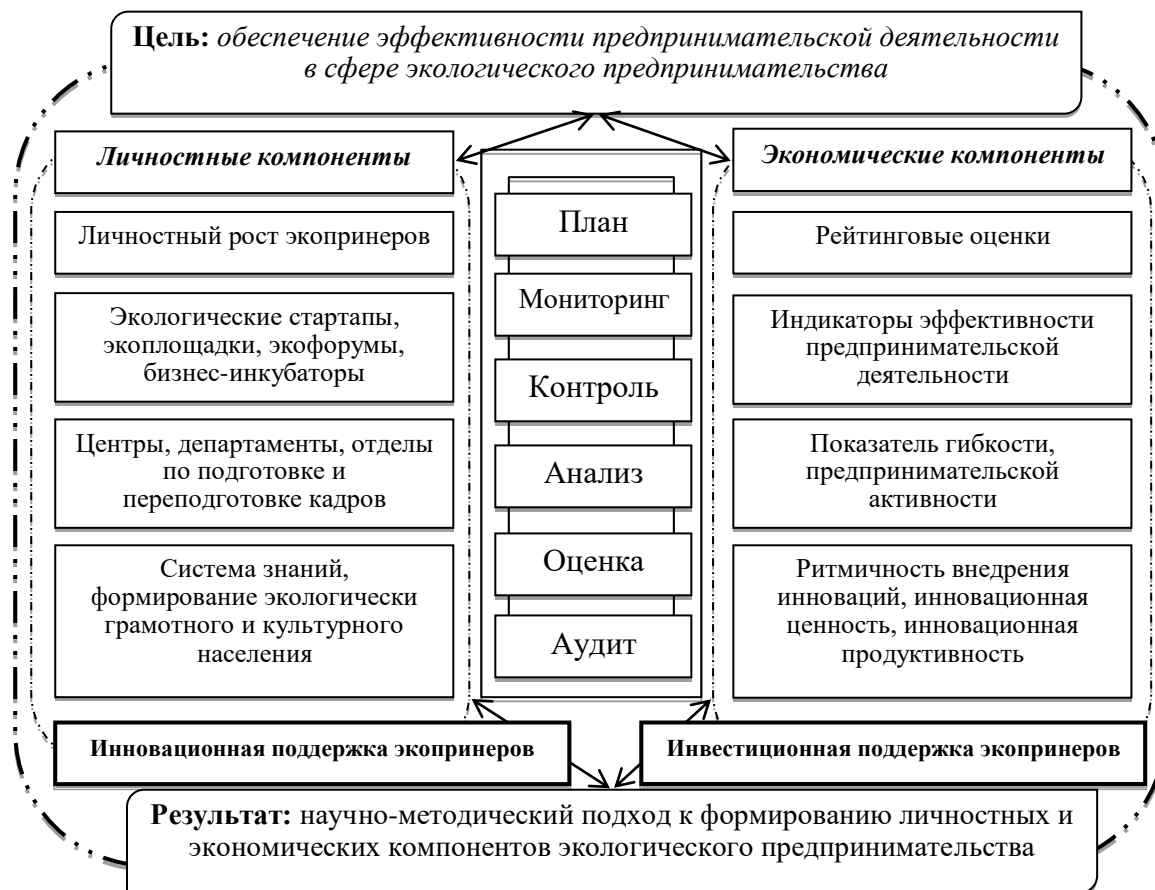 Цель: обеспечение эффективности предпринимательской деятельности
в сфере экологического предпринимательства
Личностные компоненты
Личностный рост экопринеров
Экологические стартапы,
экоплощадки, экофорумы,
бизнес-инкубаторы
Центры, департаменты, отделы
по подготовке и
переподготовке кадров
Система знаний,
формирование экологически
грамотного и культурного
населения
План
Мониторинг
Контроль
Анализ
Оценка
Аудит
Экономические компоненты
Рейтинговые оценки
Индикаторы эффективности
предпринимательской
деятельности
Показатель гибкости,
предпринимательской
активности
Ритмичность внедрения
инноваций, инновационная
ценность, инновационная
продуктивность
Инновационная поддержка экопринеров
Инвестиционная поддержка экопринеров
Результат: научно-методический подход к формированию личностных и
экономических компонентов экологического предпринимательства